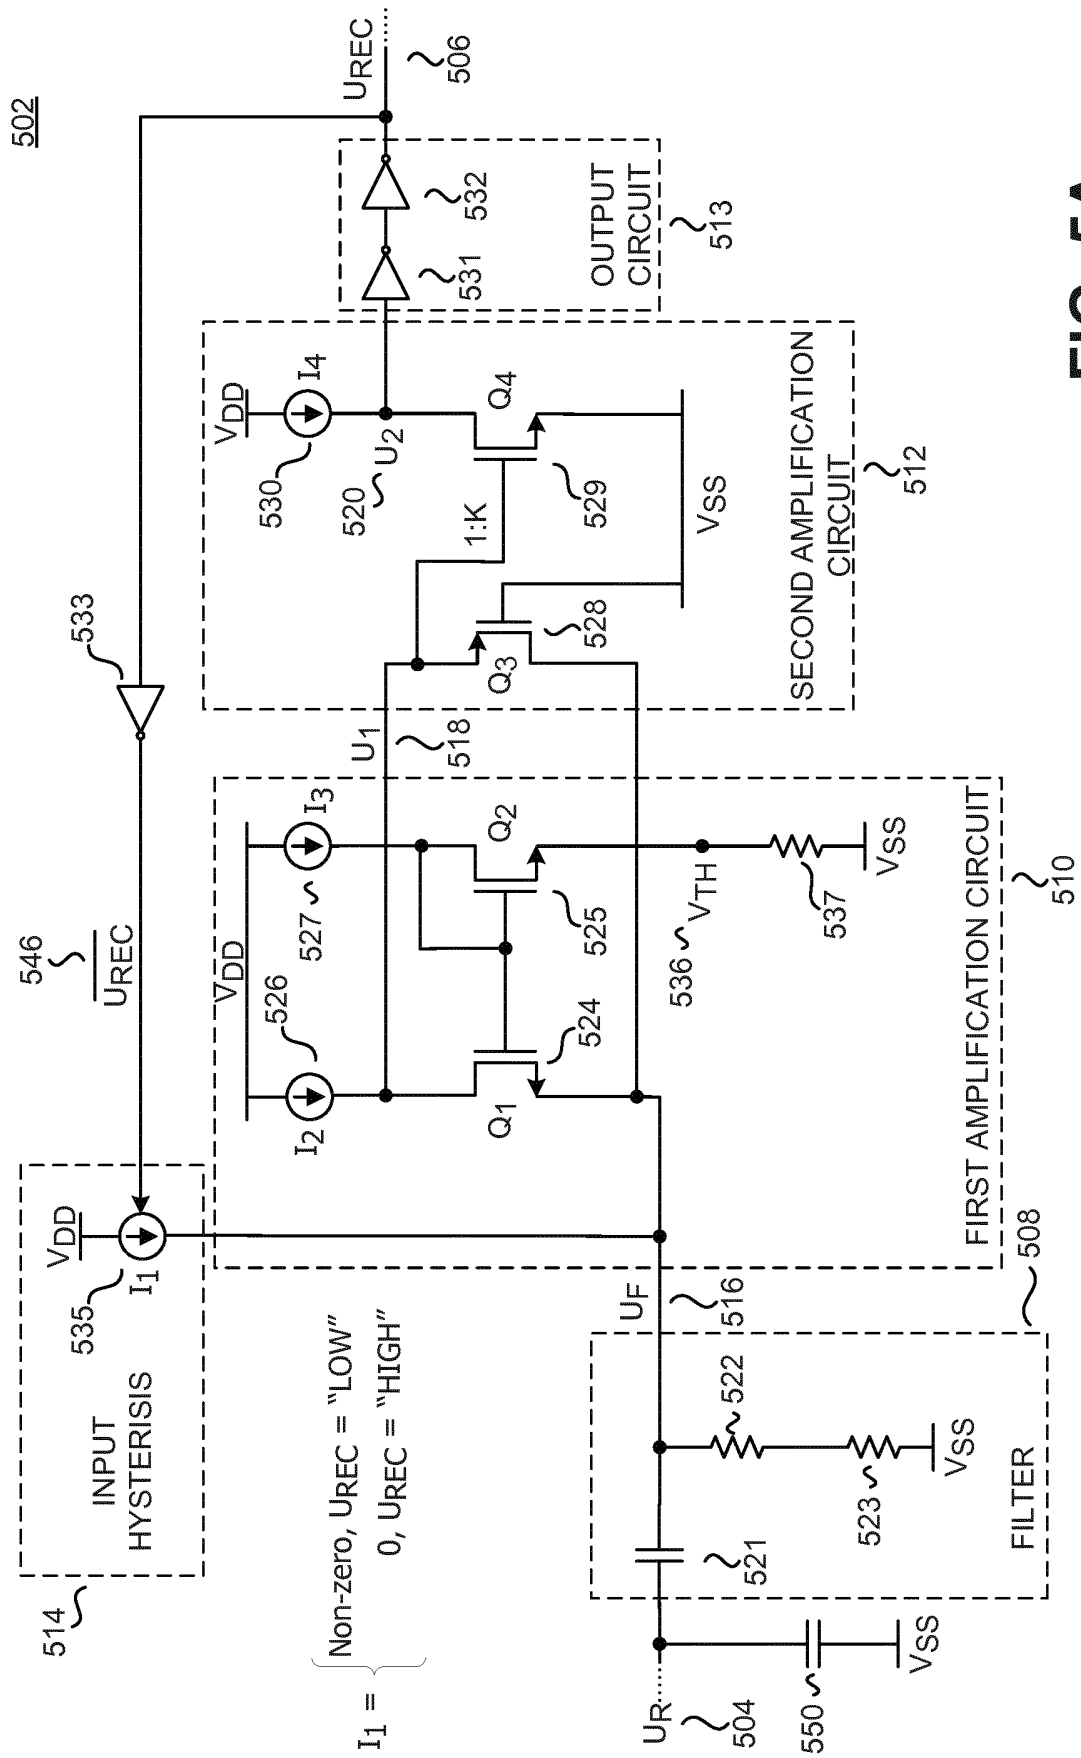 502
546
U̅R̅E̅C̅
533
UREC
506
INPUT
HYSTERISIS
514
VDD
535
I1
I1 =
Non-zero, UREC = “LOW”
0, UREC = “HIGH”
VDD
526
I2
527
I3
Q1
524
Q2
525
536
VTH
537
VSS
FIRST AMPLIFICATION CIRCUIT
510
U1
518
VDD
I4
530
520
U2
1:K
Q3
528
Q4
529
VSS
SECOND AMPLIFICATION
CIRCUIT
512
531
532
OUTPUT
CIRCUIT
513
UR
504
550
VSS
521
522
523
VSS
FILTER
508
UF
516
FIG. 5A